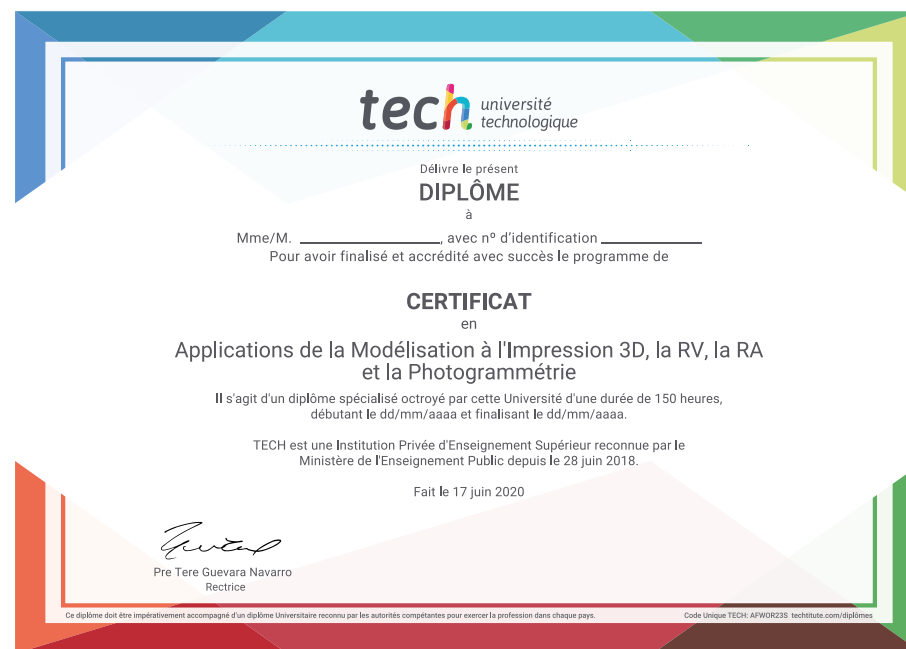 tech université
technologique
Délivre le présent
DIPLÔME
à
Mme/M. ____________, avec nº d'identification ____________
Pour avoir finalisé et accrédité avec succès le programme de
CERTIFICAT
en
Applications de la Modélisation à l'Impression 3D, la RV, la RA
et la Photogrammétrie
Il s'agit d'un diplôme spécialisé octroyé par cette Université d'une durée de 150 heures,
débutant le dd/mm/aaaa et finalisant le dd/mm/aaaa.
TECH est une Institution Privée d'Enseignement Supérieur reconnue par le
Ministère de l'Enseignement Public depuis le 28 juin 2018.
Fait le 17 juin 2020
Pre Tere Guevara Navarro
Rectrice
Ce diplôme doit être impérativement accompagné d'un diplôme Universitaire reconnu par les autorités compétentes pour exercer la profession dans chaque pays.
Code Unique TECH: AFWOR23S techtitute.com/diplômes